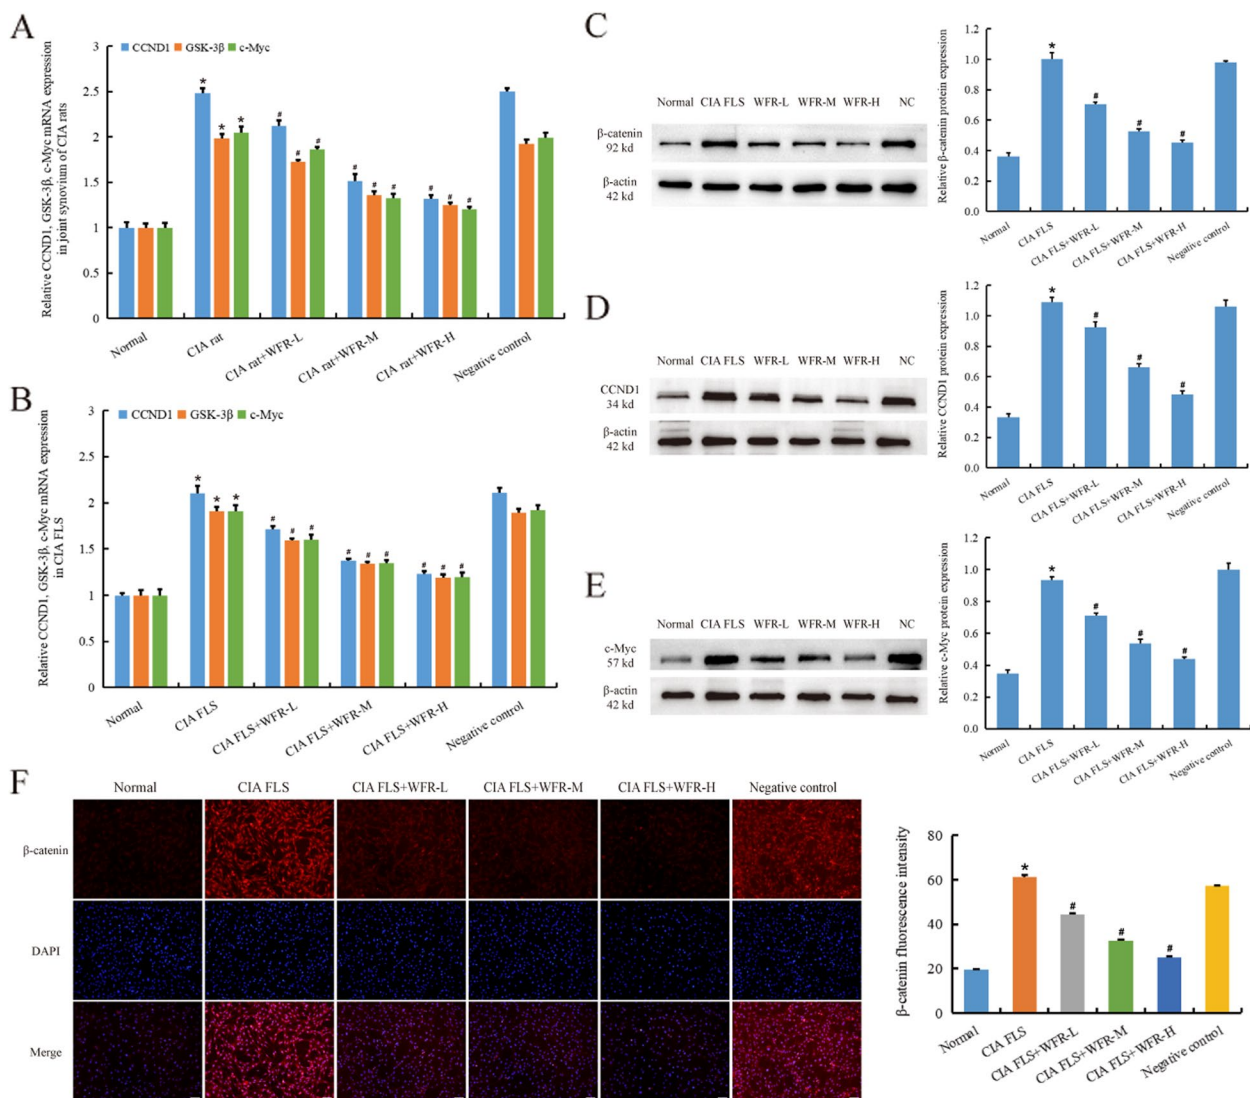 A
Relative CCND1, GSK-3β, c-Myc mRNA expression
in joint synovium of CIA rats
CCND1 GSK-3β c-Myc
3
2.5
2
1.5
1
0.5
0
* * *
# # #
# # #
# # #
Normal
CIA rat
CIA rat+WFR-L
CIA rat+WFR-M
CIA rat+WFR-H
Negative control
B
Relative CCND1, GSK-3β, c-Myc mRNA expression
in CIA FLS
CCND1 GSK-3β c-Myc
3
2.5
2
1.5
1
0.5
0
* * *
# # #
# # #
# # #
Normal
CIA FLS
CIA FLS+WFR-L
CIA FLS+WFR-M
CIA FLS+WFR-H
Negative control
C
Normal CIA FLS WFR-L WFR-M WFR-H NC
β-catenin
92 kd
β-actin
42 kd
Relative β-catenin protein expression
1.2
1.0
0.8
0.6
0.4
0.2
0.0
*
#
#
#
Normal
CIA FLS
CIA FLS+WFR-L
CIA FLS+WFR-M
CIA FLS+WFR-H
Negative control
D
Normal CIA FLS WFR-L WFR-M WFR-H NC
CCND1
34 kd
β-actin
42 kd
Relative CCND1 protein expression
1.2
1.0
0.8
0.6
0.4
0.2
0.0
*
#
#
#
Normal
CIA FLS
CIA FLS+WFR-L
CIA FLS+WFR-M
CIA FLS+WFR-H
Negative control
E
Normal CIA FLS WFR-L WFR-M WFR-H NC
c-Myc
57 kd
β-actin
42 kd
Relative c-Myc protein expression
1.2
1.0
0.8
0.6
0.4
0.2
0.0
*
#
#
#
Normal
CIA FLS
CIA FLS+WFR-L
CIA FLS+WFR-M
CIA FLS+WFR-H
Negative control
F
Normal CIA FLS CIA FLS+WFR-L CIA FLS+WFR-M CIA FLS+WFR-H Negative control
β-catenin
DAPI
Merge
β-catenin fluorescence intensity
80
60
40
20
0
*
#
#
#
Normal
CIA FLS
CIA FLS+WFR-L
CIA FLS+WFR-M
CIA FLS+WFR-H
Negative control